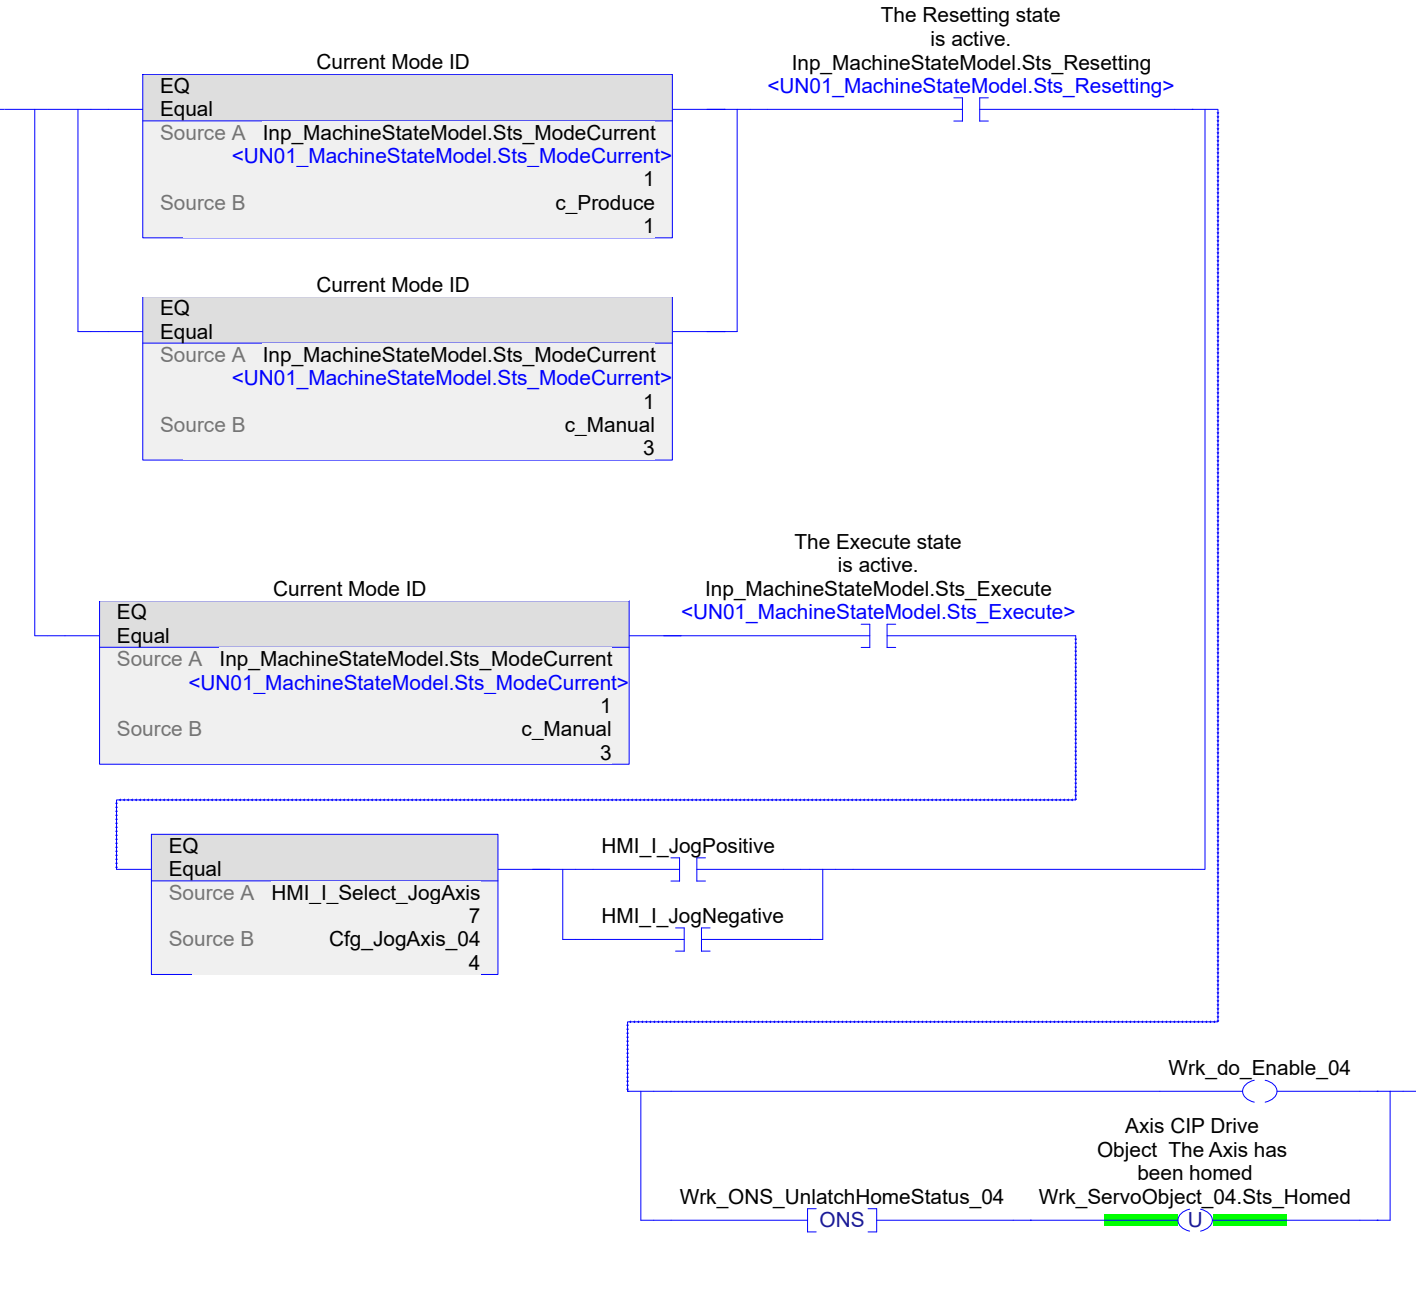 The Resetting state
is active.
Current Mode ID
Inp_MachineStateModel.Sts_Resetting
EQ
<UN01_MachineStateModel.Sts_Resetting>
Equal
Source A Inp_MachineStateModel.Sts_ModeCurrent
<UN01_MachineStateModel.Sts_ModeCurrent>
1
Source B c_Produce
1
Current Mode ID
EQ
Equal
Source A Inp_MachineStateModel.Sts_ModeCurrent
<UN01_MachineStateModel.Sts_ModeCurrent>
1
Source B c_Manual
3
The Execute state
is active.
Current Mode ID
Inp_MachineStateModel.Sts_Execute
EQ
<UN01_MachineStateModel.Sts_Execute>
Equal
Source A Inp_MachineStateModel.Sts_ModeCurrent
<UN01_MachineStateModel.Sts_ModeCurrent>
1
Source B c_Manual
3
EQ
HMI_I_JogPositive
Equal
Source A HMI_I_Select_JogAxis
7
HMI_I_JogNegative
Source B Cfg_JogAxis_04
4
Wrk_do_Enable_04
Axis CIP Drive
Object The Axis has
been homed
Wrk_ONS_UnlatchHomeStatus_04
Wrk_ServoObject_04.Sts_Homed
ONS
U